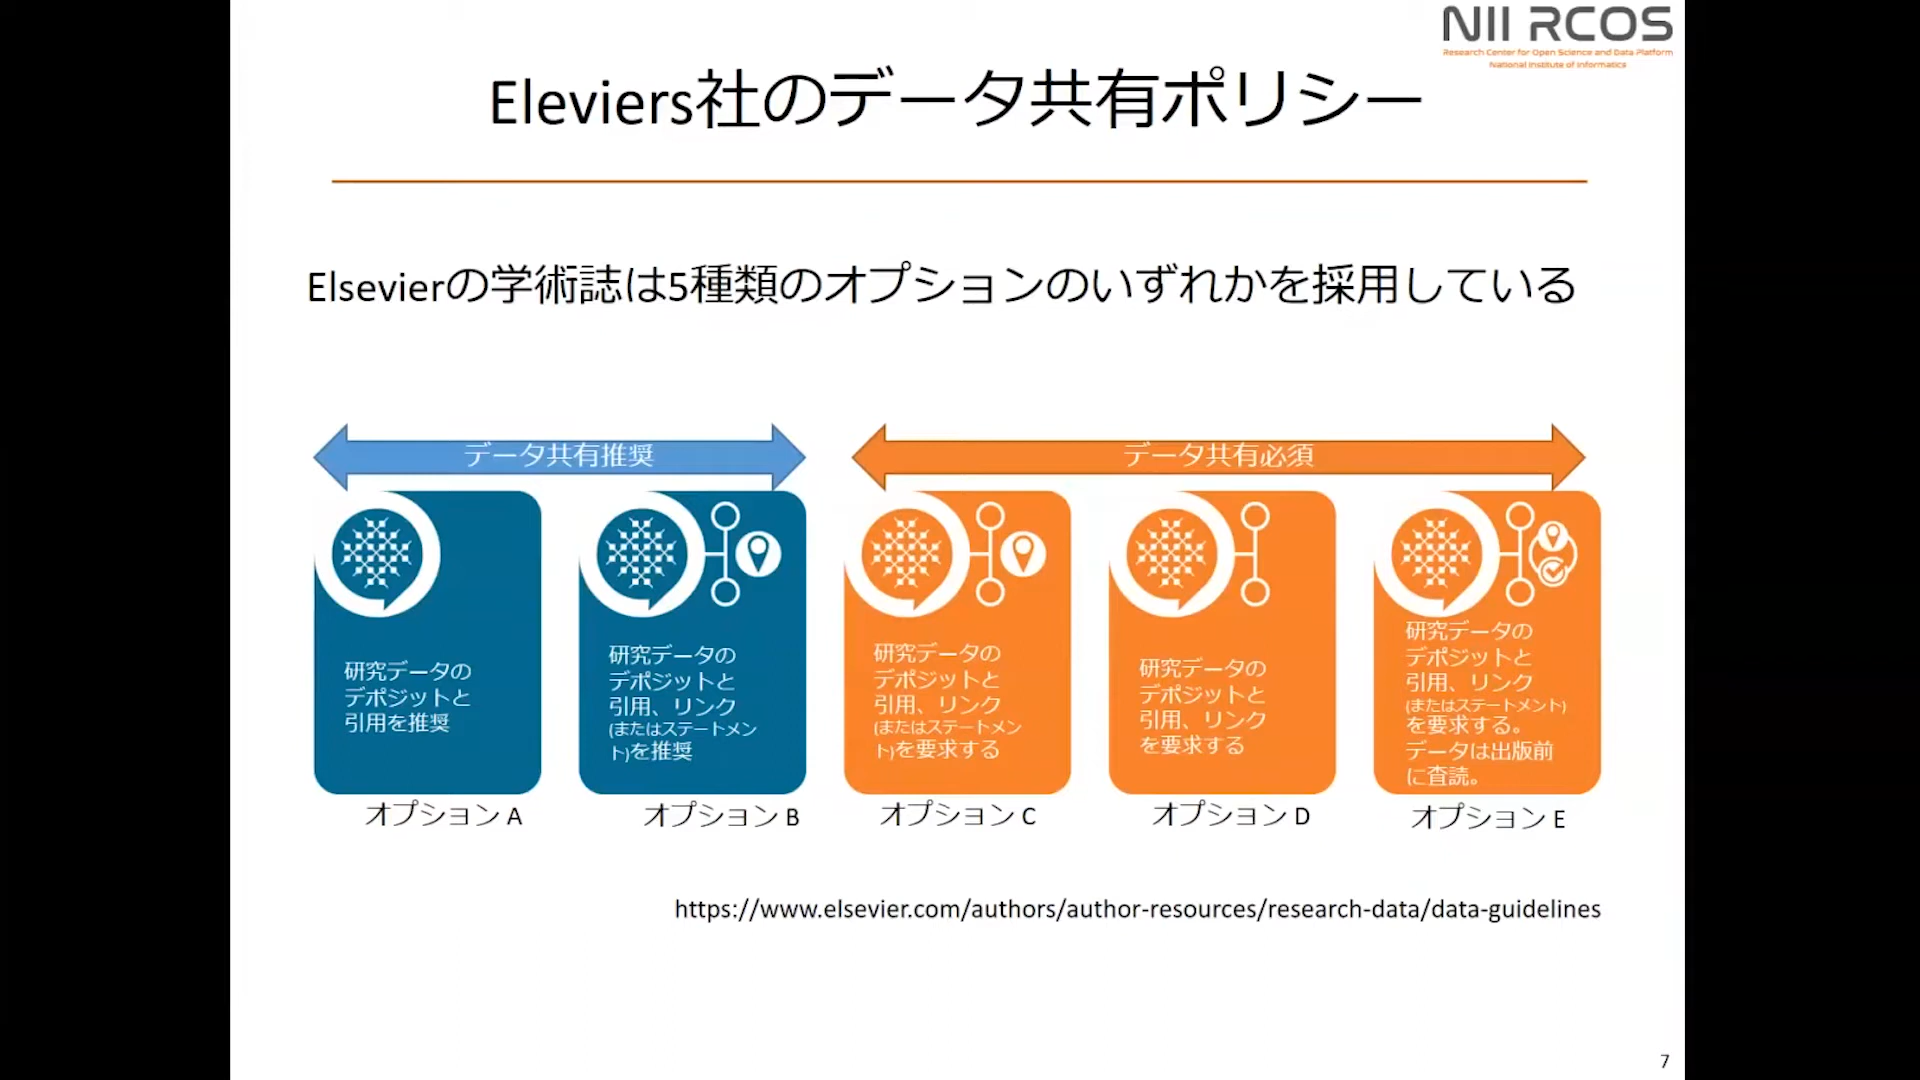 NII RCOS
Research Center for Open Science and Data Platform
National Institute of Informatics
Eleviers社のデータ共有ポリシー
Elsevierの学術誌は5種類のオプションのいずれかを採用している
データ共有推奨
データ共有必須
研究データの
デポジットと
引用を推奨
オプション A
研究データの
デポジットと
引用、リンク
(またはステートメン
ト)を推奨
オプション B
研究データの
デポジットと
引用、リンク
(またはステートメン
ト)を要求する
オプション C
研究データの
デポジットと
引用、リンク
を要求する
オプション D
研究データの
デポジットと
引用、リンク
(またはステートメント)
を要求する。
データは出版前
に査読。
オプション E
https://www.elsevier.com/authors/author-resources/research-data/data-guidelines
7